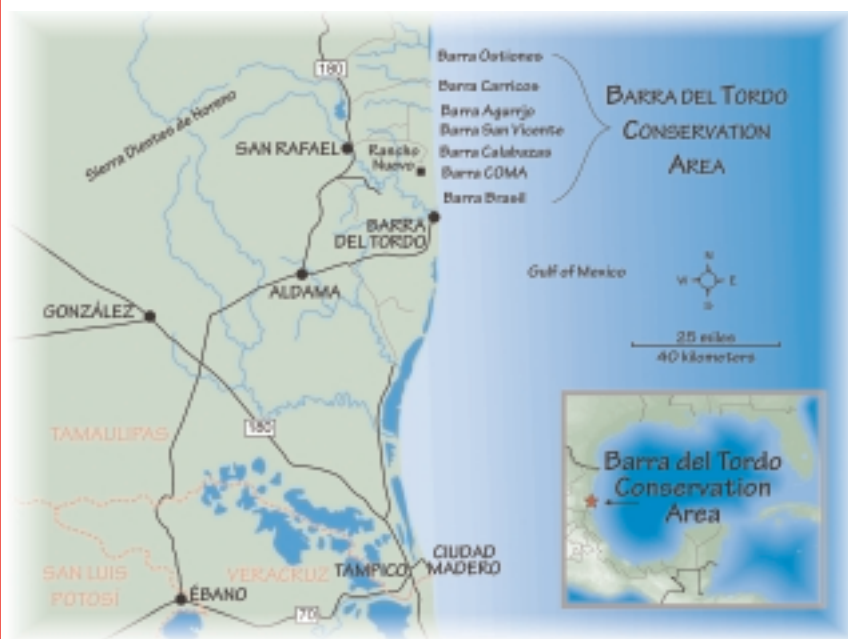 180
Barra Ostiones
Barra Carricos
Barra Agarrjo
Barra San Vicente
Barra Calabazas
Barra COMA
Barra Brasil
BARRA DEL TORDO
CONSERVATION
AREA
Sierra Dientes de Moreno
SAN RAFAEL
Rancho
Nuevo
BARRA
DEL TORDO
ALDAMA
Gulf of Mexico
N
W
E
S
GONZÁLEZ
25 miles
40 kilometers
180
TAMAULIPAS
Barra del Tordo
Conservation
Area
SAN LUIS
POTOSÍ
VERACRUZ
TAMPICO
CIUDAD
MADERO
ÉBANO
70